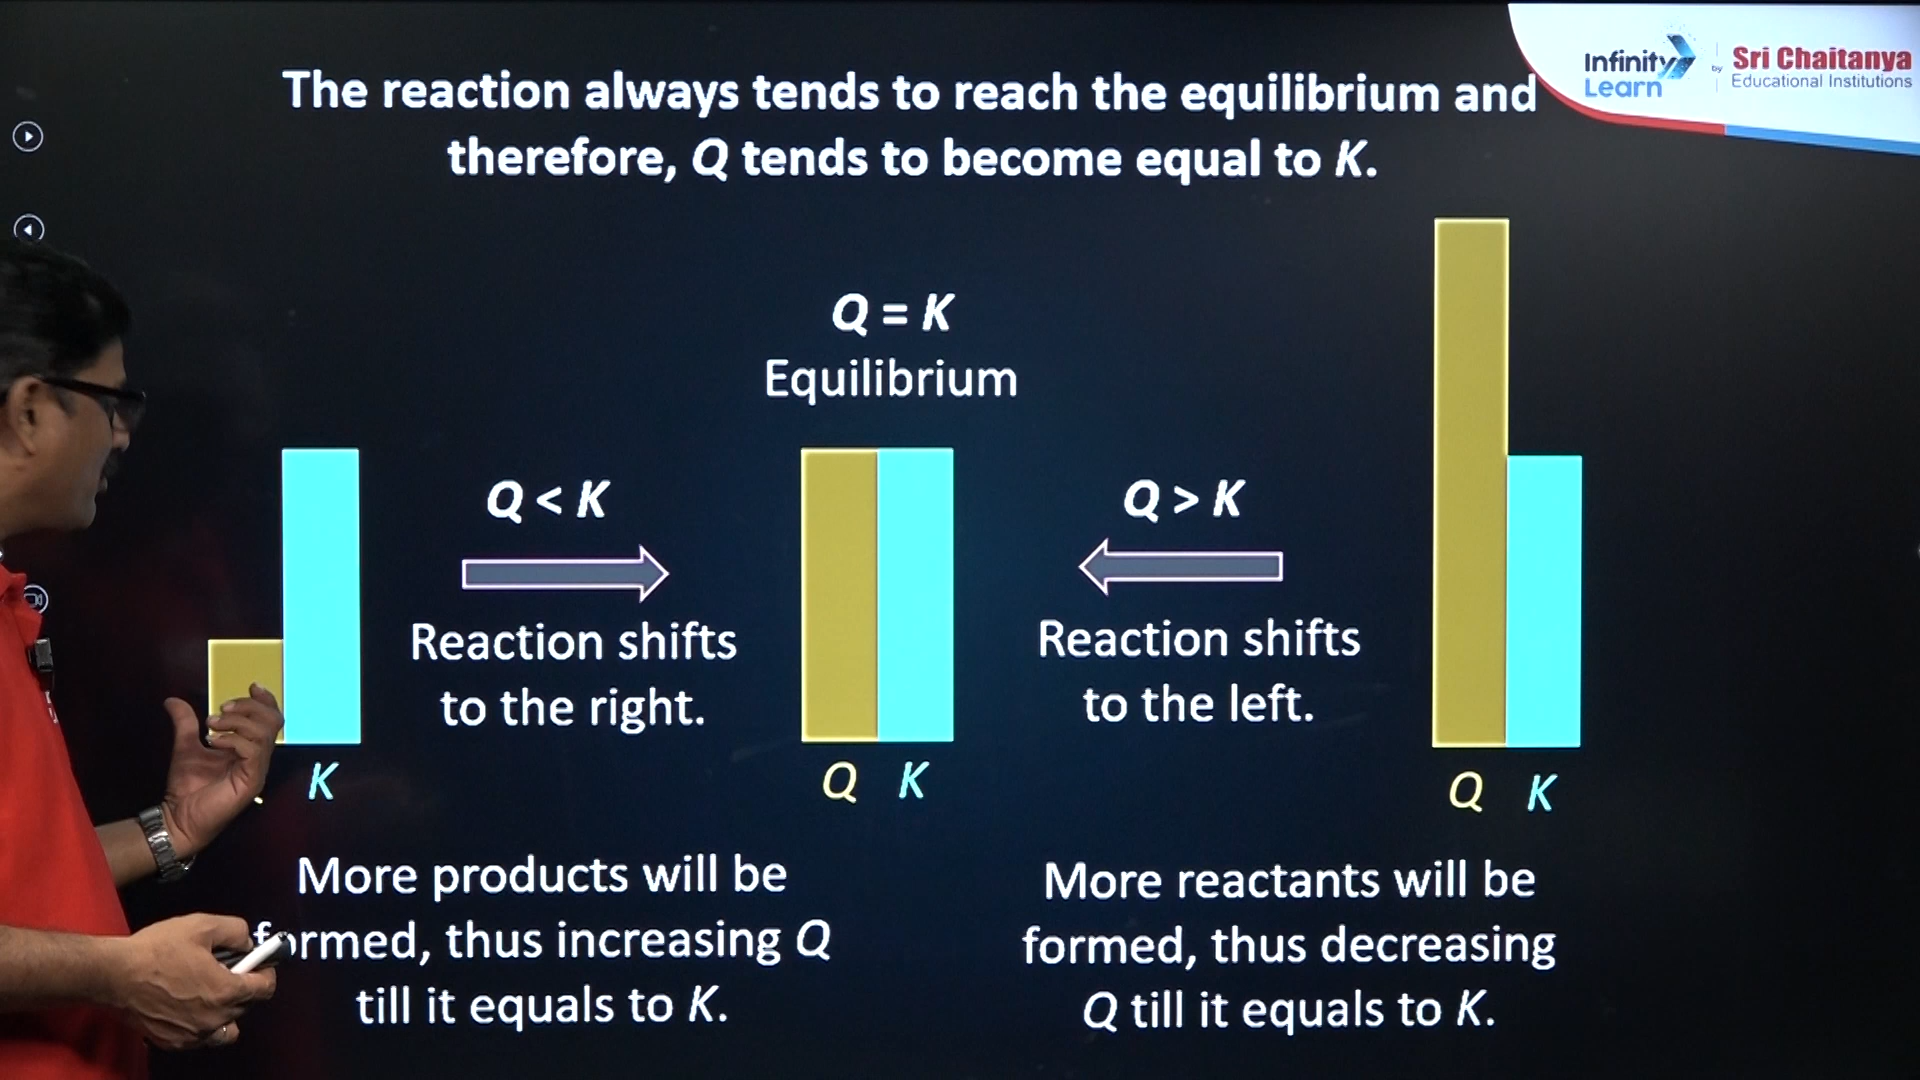 Infinity Learn by Sri Chaitanya Educational Institutions
The reaction always tends to reach the equilibrium and
therefore, Q tends to become equal to K.
Q = K
Equilibrium
Q < K
Reaction shifts
to the right.
Q > K
Reaction shifts
to the left.
K
Q K
Q K
More products will be
formed, thus increasing Q
till it equals to K.
More reactants will be
formed, thus decreasing
Q till it equals to K.